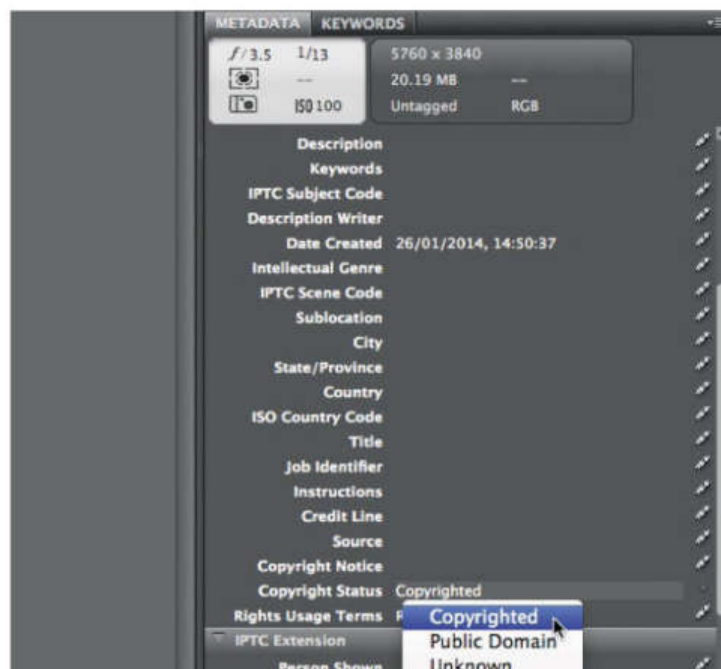 METADATA KEYWORDS
f/3.5 1/13 5760 x 3840
-- 20.19 MB --
ISO 100 Untagged RGB
Description
Keywords
IPTC Subject Code
Description Writer
Date Created 26/01/2014, 14:50:37
Intellectual Genre
IPTC Scene Code
Sublocation
City
State/Province
Country
ISO Country Code
Title
Job Identifier
Instructions
Credit Line
Source
Copyright Notice
Copyright Status Copyrighted
Rights Usage Terms
Copyrighted
IPTC Extension
Public Domain
Person Shown
Unknown